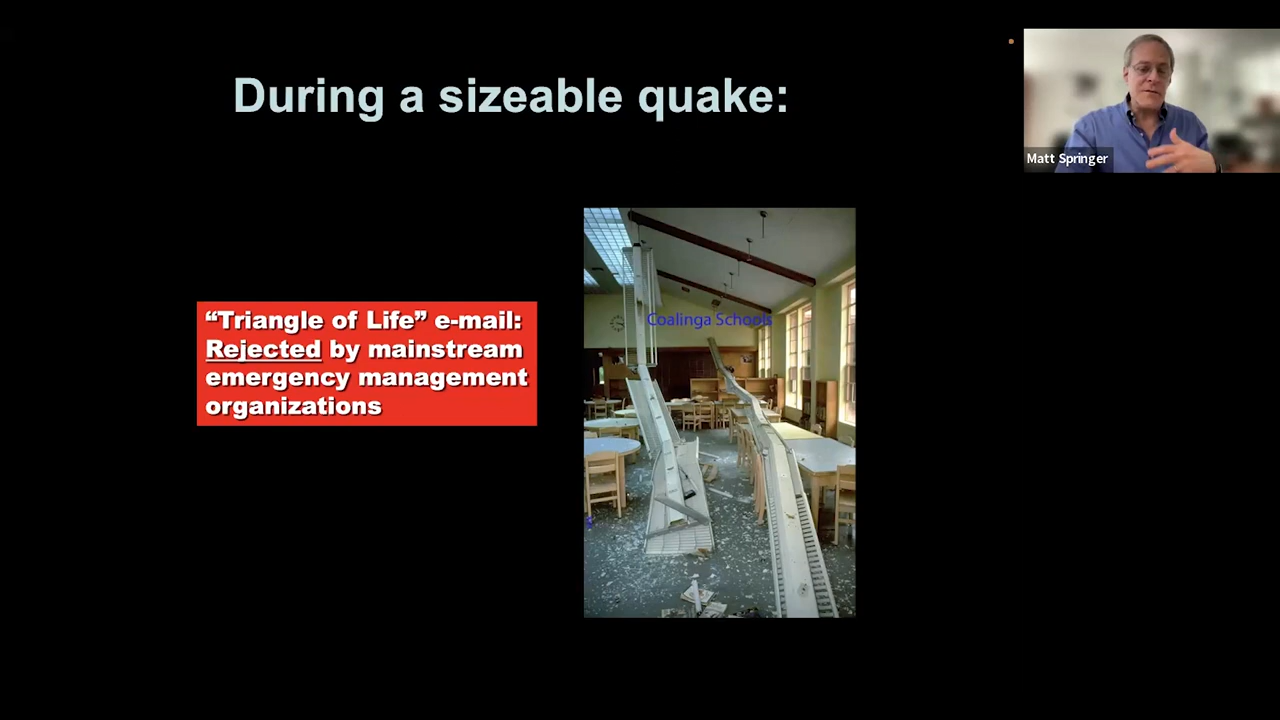 During a sizeable quake:
Matt Springer
“Triangle of Life” e-mail:
Rejected by mainstream
emergency management
organizations
Coalinga Schools